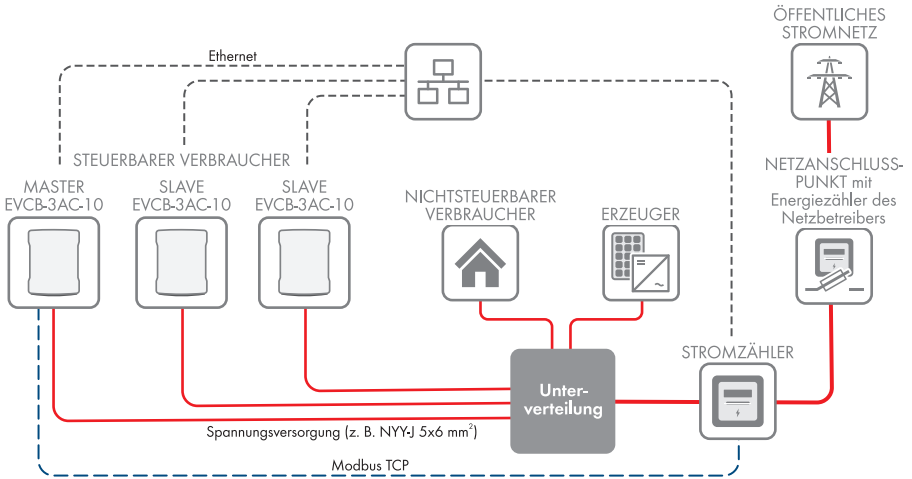 ÖFFENTLICHES
STROMNETZ
Ethernet
STEUERBARER VERBRAUCHER
MASTER
EVCB-3AC-10
SLAVE
EVCB-3AC-10
SLAVE
EVCB-3AC-10
NICHTSTEUERBARER
VERBRAUCHER
ERZEUGER
NETZANSCHLUSS-
PUNKT mit
Energiezähler des
Netzbetreibers
STROMZÄHLER
Unter-
verteilung
Spannungsversorgung (z. B. NYY-J 5x6 mm²)
Modbus TCP